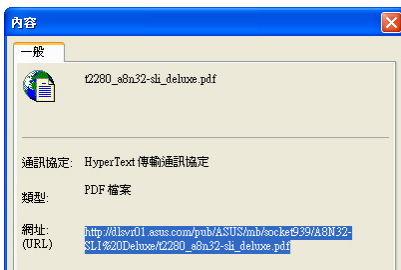 內容
一般
t2280_a8n32-sli_deluxe.pdf
通訊協定: HyperText 傳輸通訊協定
類型: PDF 檔案
網址: http://dlsvr01.asus.com/pub/ASUS/mb/socket939/A8N32-
(URL) SLI%20Deluxe/t2280_a8n32-sli_deluxe.pdf